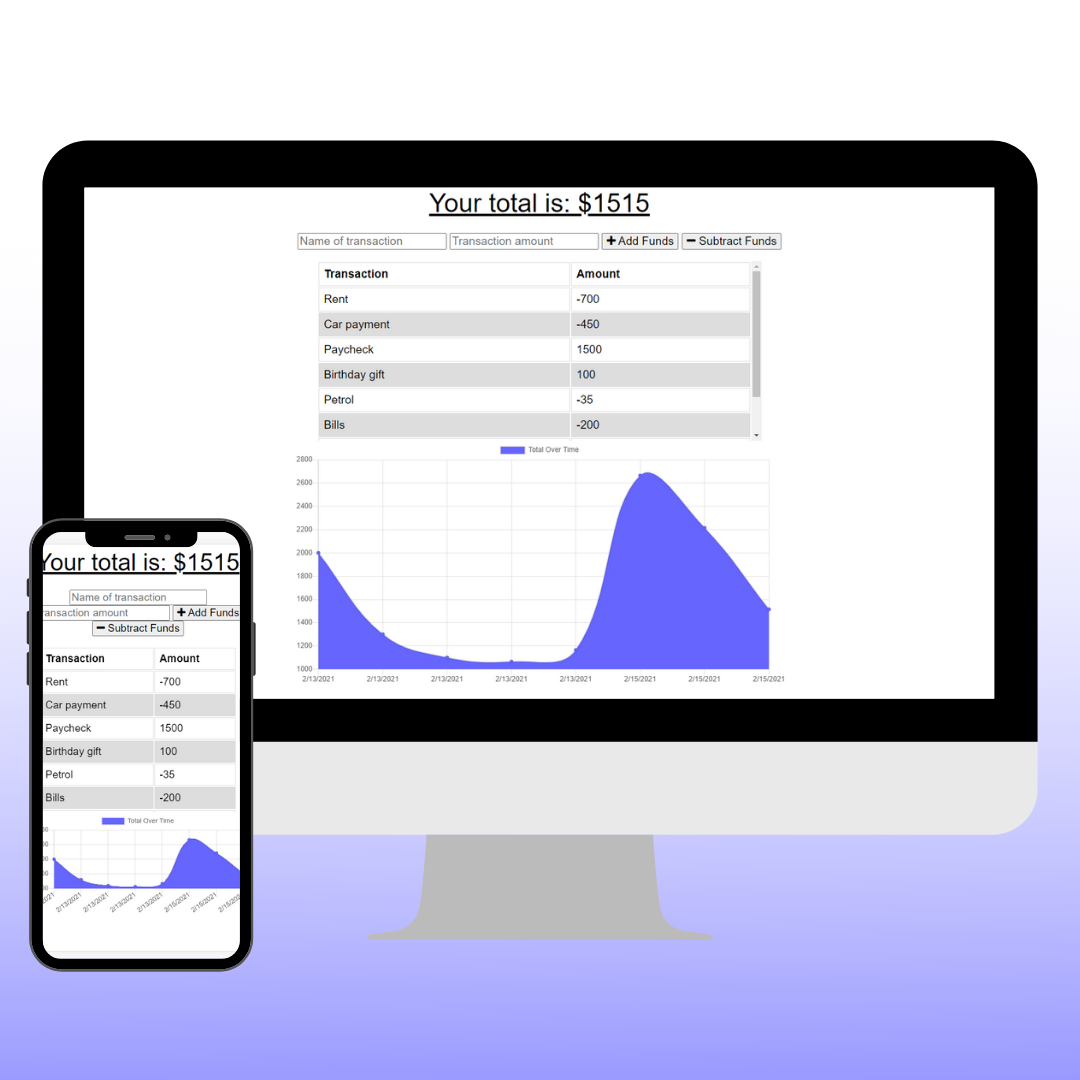 Your total is: $1515
Name of transaction Transaction amount Add Funds Subtract Funds
Transaction Amount
Rent -700
Car payment -450
Paycheck 1500
Birthday gift 100
Petrol -35
Bills -200
Total Over Time
2800
2600
2400
2200
2000
1800
1600
1400
1200
1000
2/13/2021 2/13/2021 2/13/2021 2/13/2021 2/13/2021 2/15/2021 2/15/2021 2/15/2021
Your total is: $1515
Name of transaction
ransaction amount Add Funds
Subtract Funds
Transaction Amount
Rent -700
Car payment -450
Paycheck 1500
Birthday gift 100
Petrol -35
Bills -200
Total Over Time
2/13/2021 2/13/2021 2/13/2021 2/13/2021 2/15/2021 2/15/2021